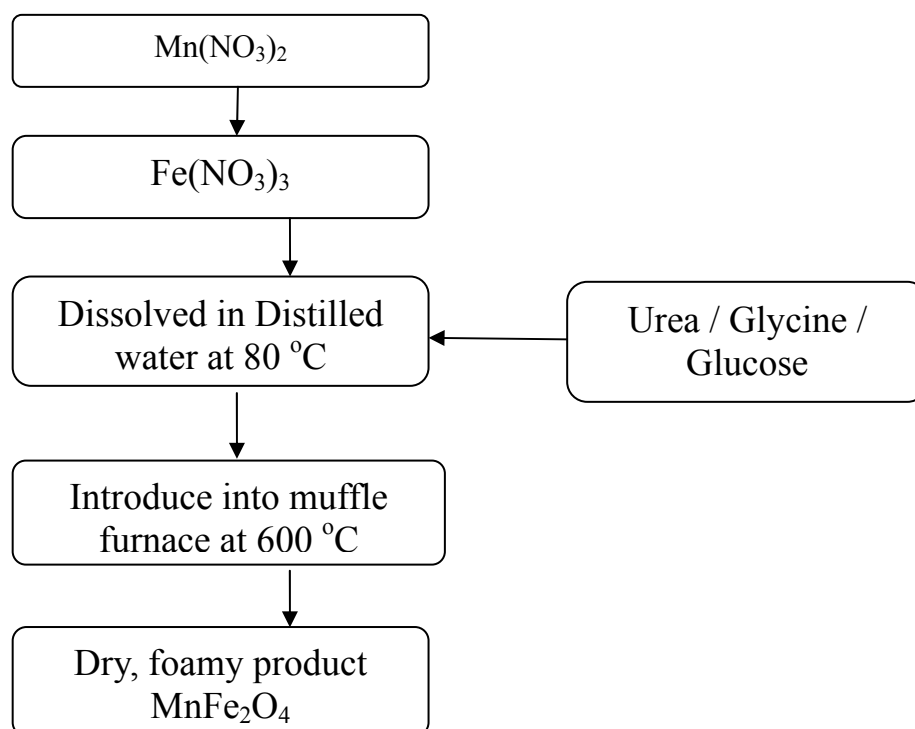 Mn(NO₃)₂
Fe(NO₃)₃
Dissolved in Distilled
water at 80 °C
Urea / Glycine /
Glucose
Introduce into muffle
furnace at 600 °C
Dry, foamy product
MnFe₂O₄